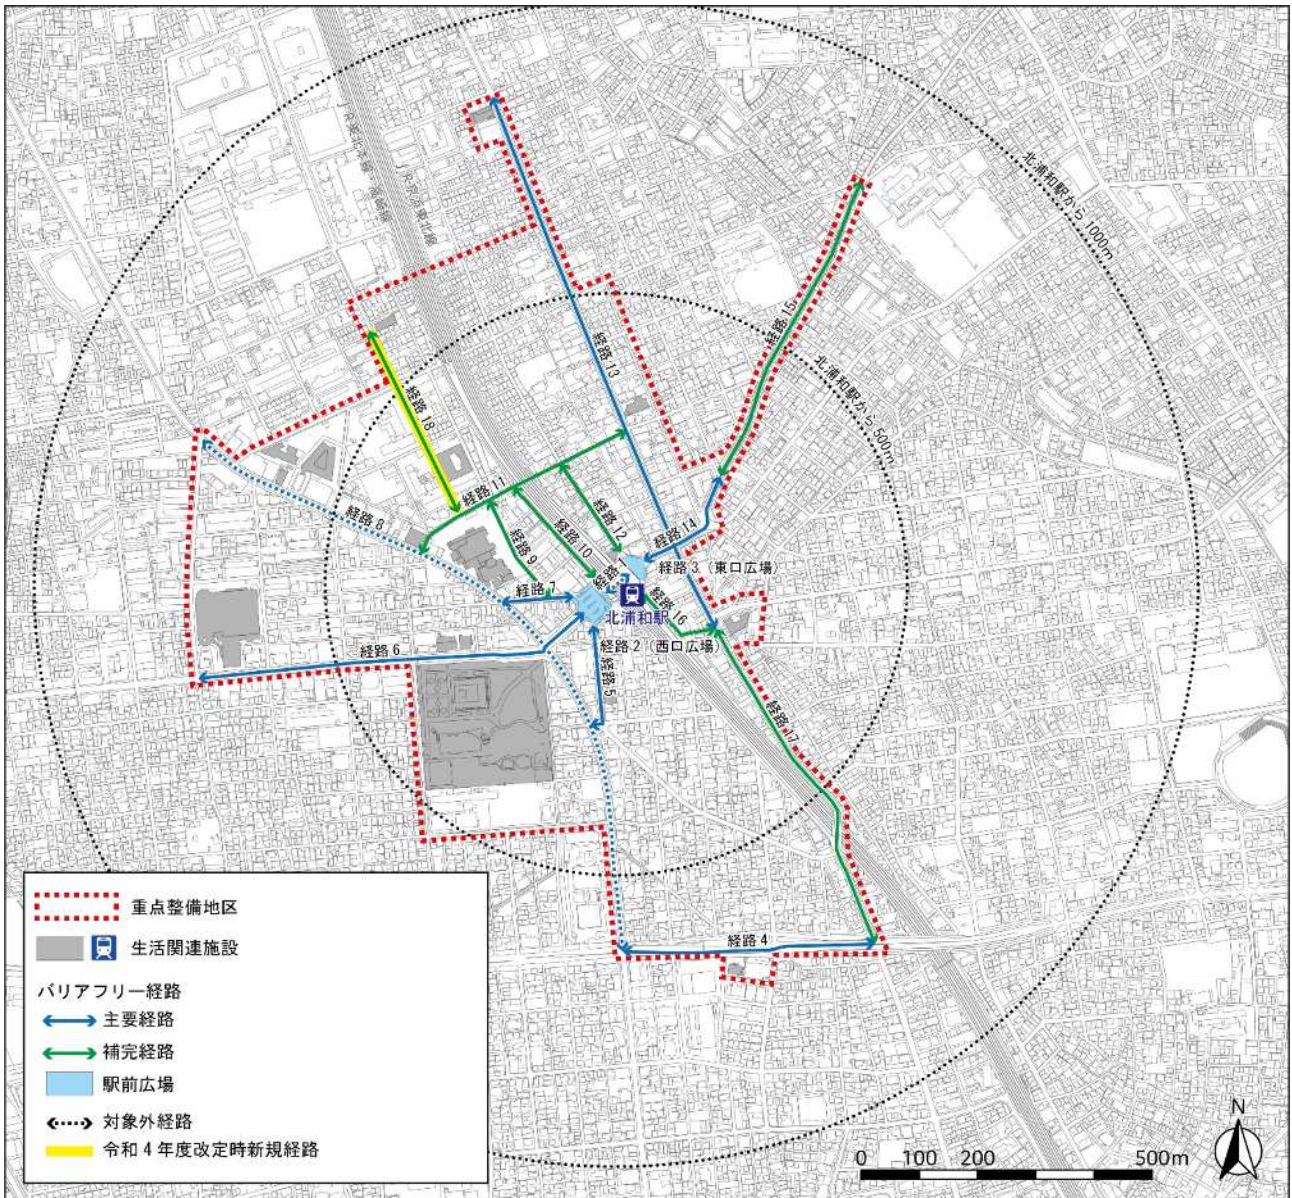 JR東北本線・高崎線
JR京浜東北線
北浦和駅から1000m
北浦和駅から500m
経路15
経路13
経路18
経路11
経路8
経路12
経路14
経路10
経路9
経路1
経路3（東口広場）
経路7
経路16
北浦和駅
経路2（西口広場）
経路6
経路5
経路17
経路4
重点整備地区
生活関連施設
バリアフリー経路
主要経路
補完経路
駅前広場
対象外経路
令和4年度改定時新規経路
N
0 100 200 500m